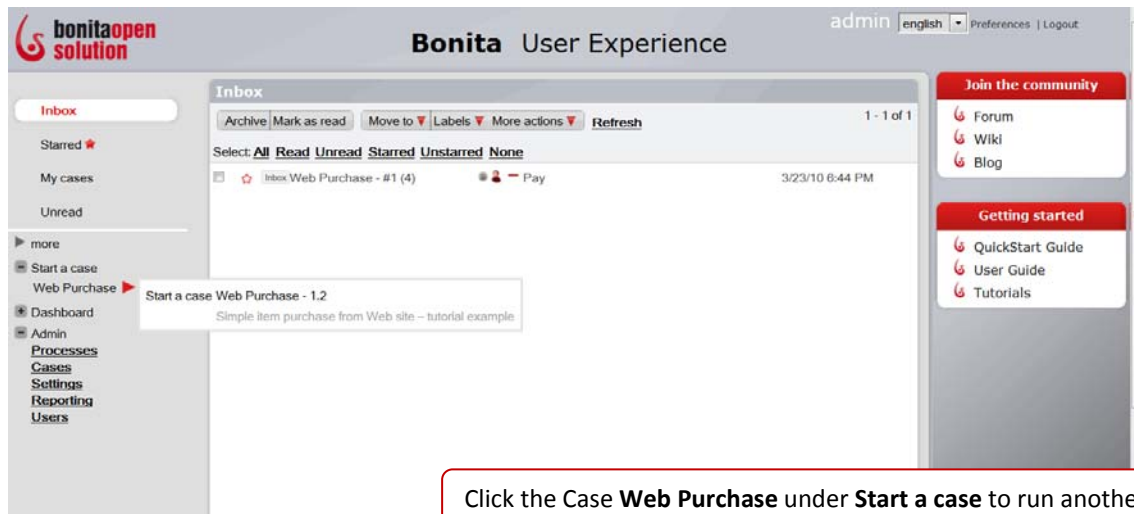 bonitaopen
solution
Bonita User Experience
admin english Preferences | Logout
Inbox
Starred
My cases
Unread
more
Start a case
Web Purchase
Dashboard
Admin
Processes
Cases
Settings
Reporting
Users
Inbox
Archive Mark as read Move to Labels More actions Refresh 1 - 1 of 1
Select: All Read Unread Starred Unstarred None
Inbox Web Purchase - #1 (4) Pay 3/23/10 6:44 PM
Start a case Web Purchase - 1.2
Simple item purchase from Web site – tutorial example
Join the community
Forum
Wiki
Blog
Getting started
QuickStart Guide
User Guide
Tutorials
Click the Case Web Purchase under Start a case to run anothe